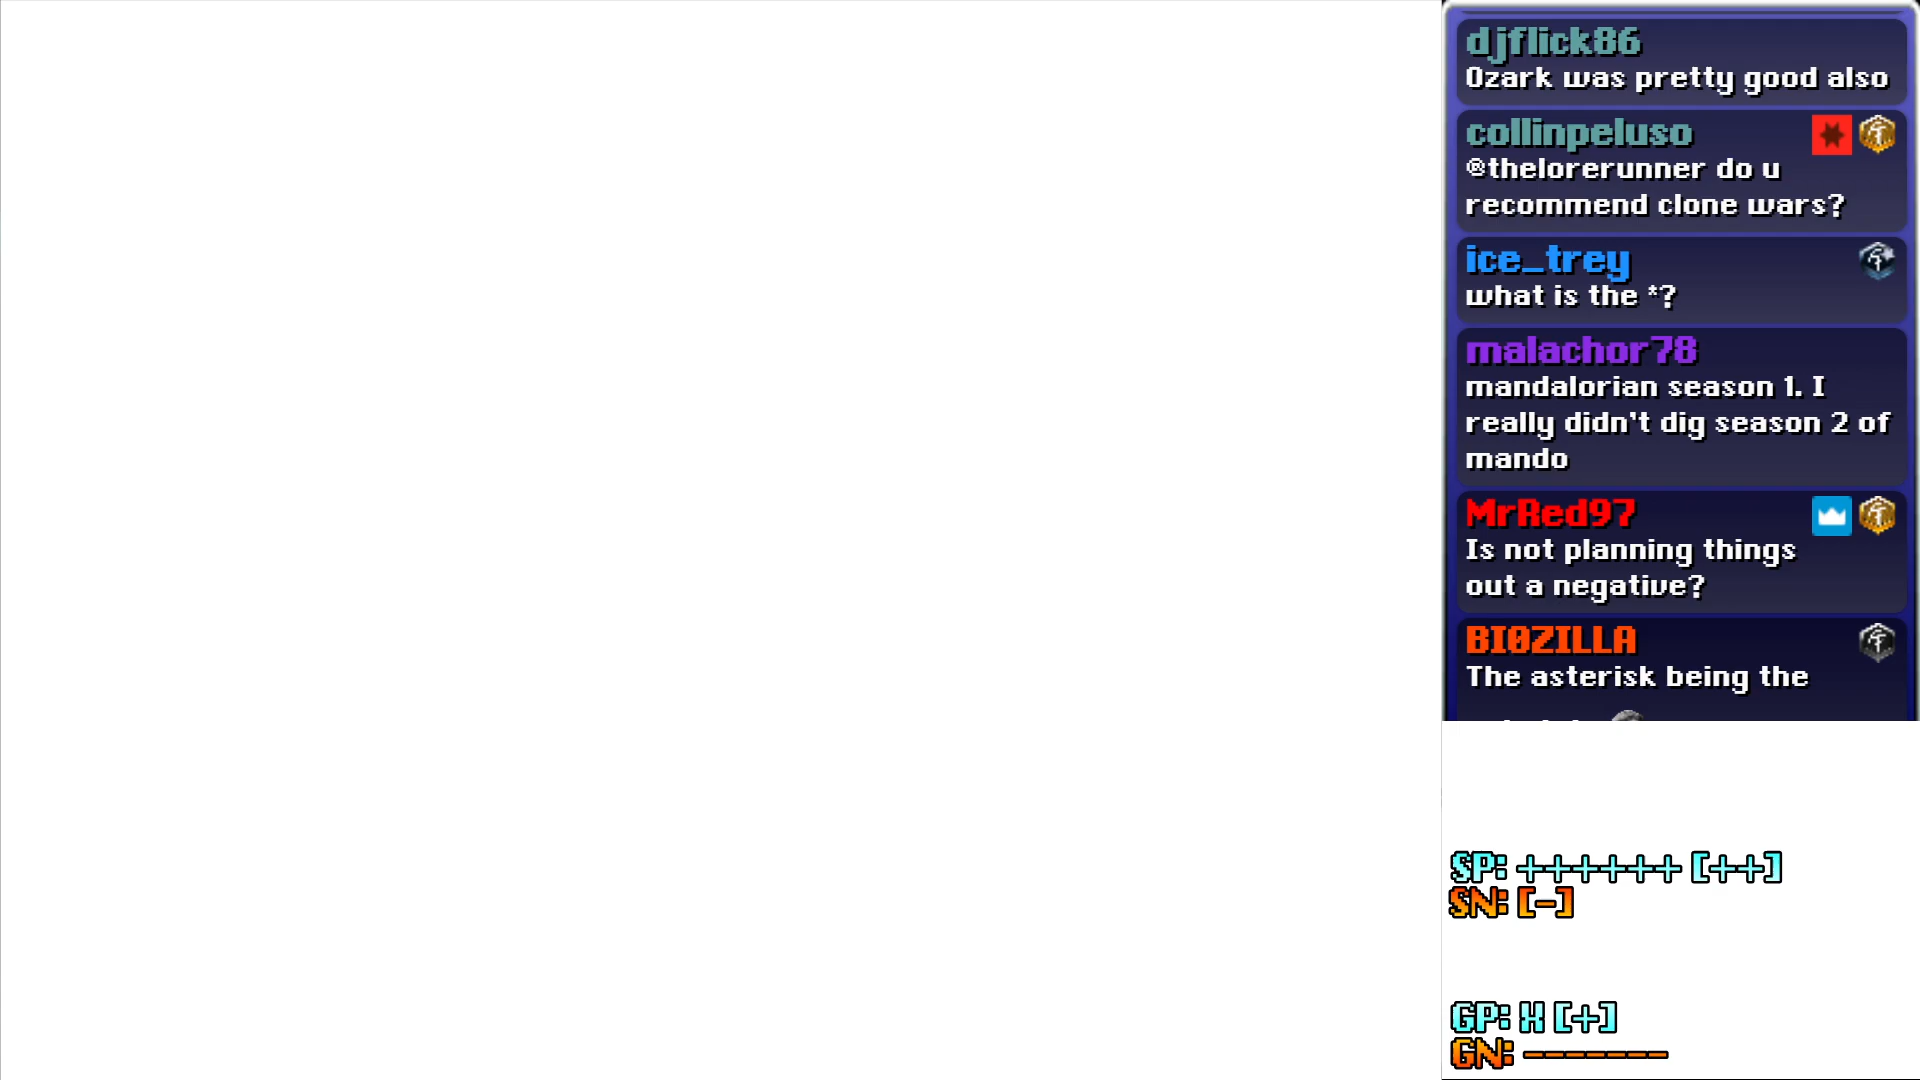 djflick86
Ozark was pretty good also
collinpeluso
@thelorerunner do u
recommend clone wars?
ice_trey
what is the *?
malachor78
mandalorian season 1. I
really didn't dig season 2 of
mando
MrRed97
Is not planning things
out a negative?
BI0ZILLA
The asterisk being the
SP: ++++++ [++]
SN: [-]
GP: X [+]
GN: -------